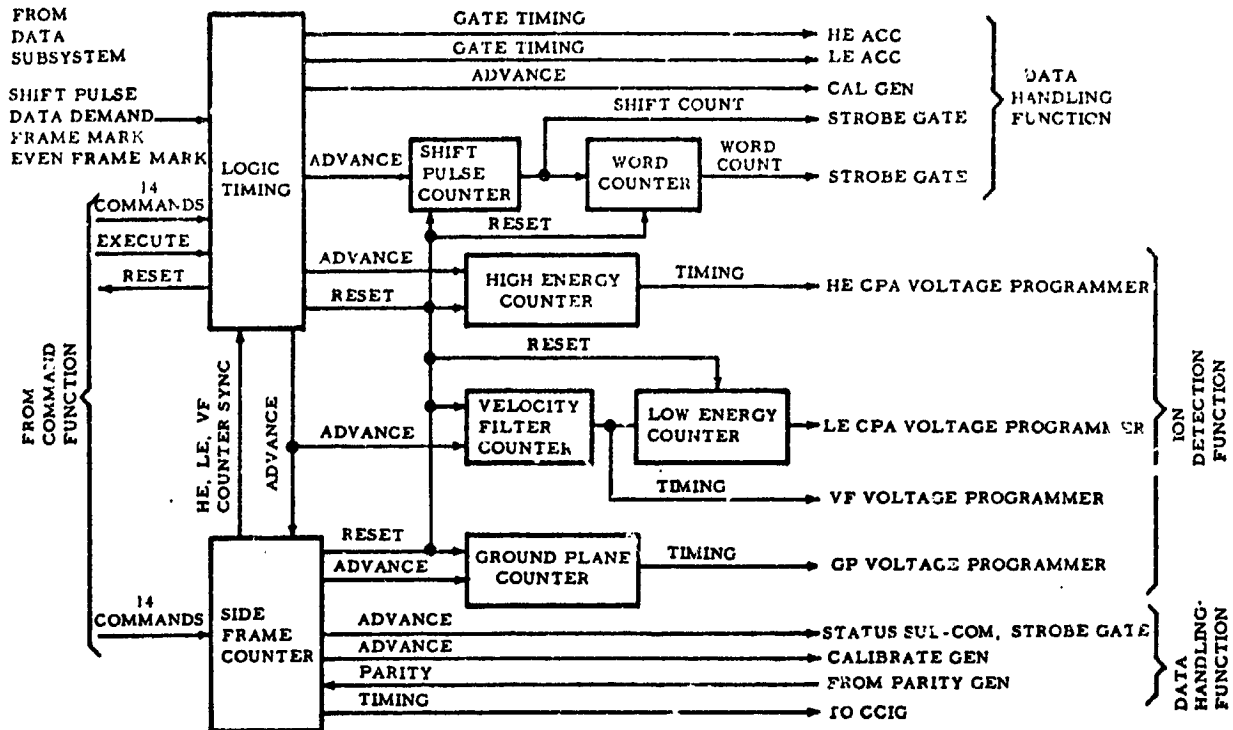 FROM
DATA
SUBSYSTEM
SHIFT PULSE
DATA DEMAND
FRAME MARK
EVEN FRAME MARK
14
COMMANDS
EXECUTE
RESET
FROM
COMMAND
FUNCTION
LOGIC
TIMING
GATE TIMING
HE ACC
GATE TIMING
LE ACC
ADVANCE
CAL GEN
SHIFT COUNT
STROBE GATE
ADVANCE
SHIFT
PULSE
COUNTER
WORD
COUNTER
WORD
COUNT
STROBE GATE
DATA
HANDLING
FUNCTION
RESET
ADVANCE
RESET
HIGH ENERGY
COUNTER
TIMING
HE CPA VOLTAGE PROGRAMMER
RESET
HE, LE, VF
COUNTER SYNC
ADVANCE
ADVANCE
VELOCITY
FILTER
COUNTER
LOW ENERGY
COUNTER
LE CPA VOLTAGE PROGRAMMER
TIMING
VF VOLTAGE PROGRAMMER
RESET
ADVANCE
GROUND PLANE
COUNTER
TIMING
GP VOLTAGE PROGRAMMER
ION
DETECTION
FUNCTION
14
COMMANDS
SIDE
FRAME
COUNTER
ADVANCE
STATUS SUL-COM, STROBE GATE
ADVANCE
CALIBRATE GEN
PARITY
FROM PARITY GEN
TIMING
TO CCIG
DATA
HANDLING-
FUNCTION